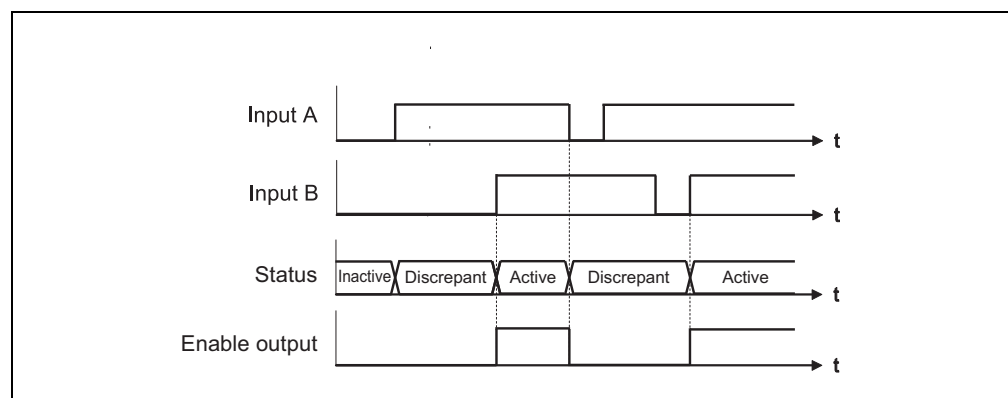 Input A
t
Input B
t
Status
Inactive Discrepant Active Discrepant Active
t
Enable output
t